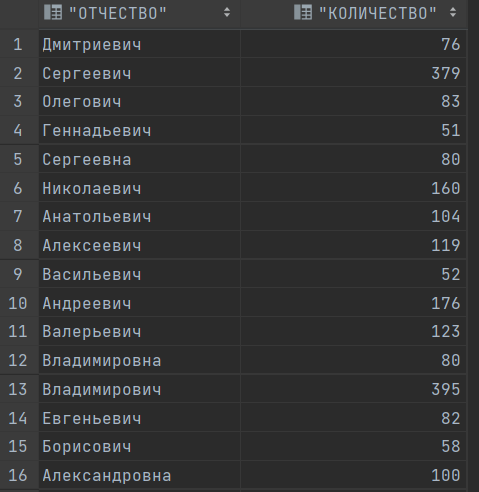 "ОТЧЕСТВО" "КОЛИЧЕСТВО"
1 Дмитриевич 76
2 Сергеевич 379
3 Олегович 83
4 Геннадьевич 51
5 Сергеевна 80
6 Николаевич 160
7 Анатольевич 104
8 Алексеевич 119
9 Васильевич 52
10 Андреевич 176
11 Валерьевич 123
12 Владимировна 80
13 Владимирович 395
14 Евгеньевич 82
15 Борисович 58
16 Александровна 100